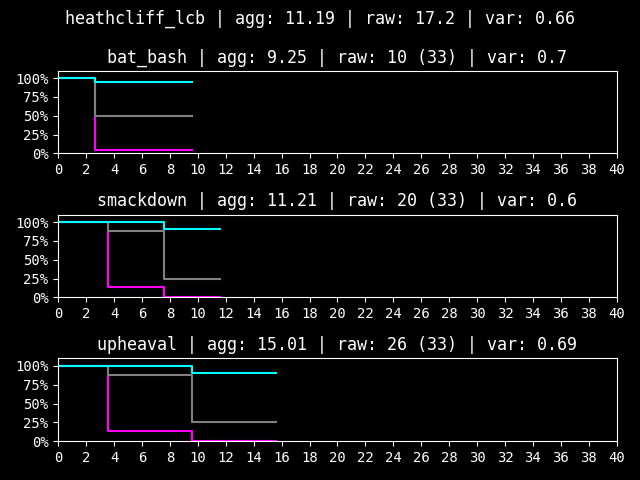 heathcliff_lcb | agg: 11.19 | raw: 17.2 | var: 0.66
bat_bash | agg: 9.25 | raw: 10 (33) | var: 0.7
100%
75%
50%
25%
0%
0 2 4 6 8 10 12 14 16 18 20 22 24 26 28 30 32 34 36 38 40
smackdown | agg: 11.21 | raw: 20 (33) | var: 0.6
100%
75%
50%
25%
0%
0 2 4 6 8 10 12 14 16 18 20 22 24 26 28 30 32 34 36 38 40
upheaval | agg: 15.01 | raw: 26 (33) | var: 0.69
100%
75%
50%
25%
0%
0 2 4 6 8 10 12 14 16 18 20 22 24 26 28 30 32 34 36 38 40